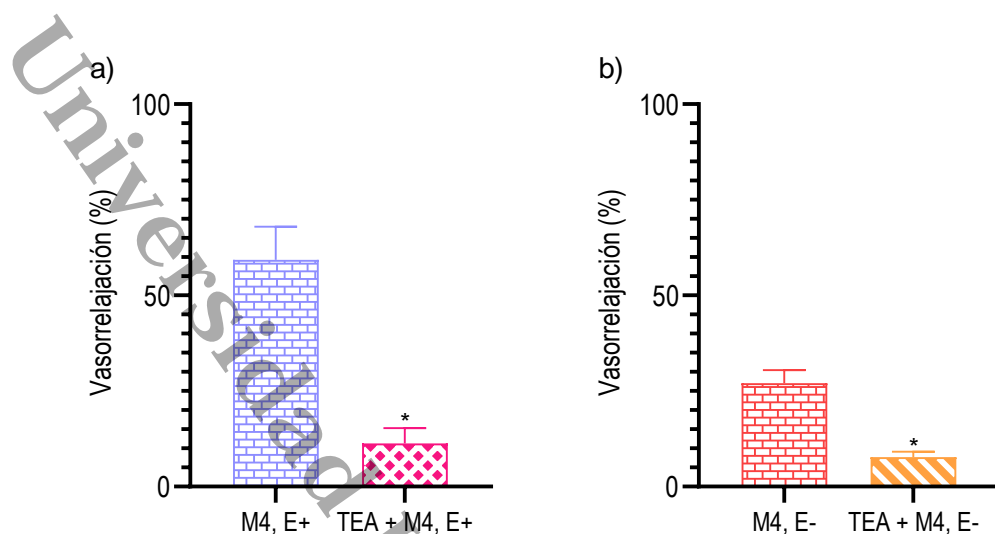 Universidad
a)
100
50
0
Vasorrelajación (%)
*
M4, E+
TEA + M4, E+
b)
100
50
0
Vasorrelajación (%)
*
M4, E-
TEA + M4, E-